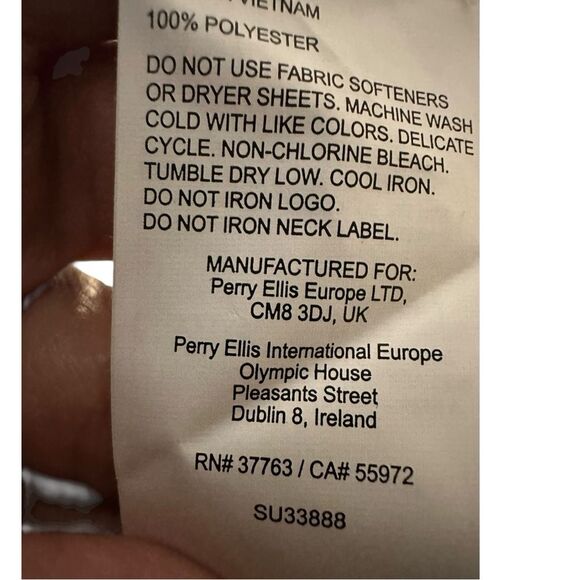 VIETNAM
100% POLYESTER
DO NOT USE FABRIC SOFTENERS
OR DRYER SHEETS. MACHINE WASH
COLD WITH LIKE COLORS. DELICATE
CYCLE. NON-CHLORINE BLEACH.
TUMBLE DRY LOW. COOL IRON.
DO NOT IRON LOGO.
DO NOT IRON NECK LABEL.
MANUFACTURED FOR:
Perry Ellis Europe LTD,
CM8 3DJ, UK
Perry Ellis International Europe
Olympic House
Pleasants Street
Dublin 8, Ireland
RN# 37763 / CA# 55972
SU33888